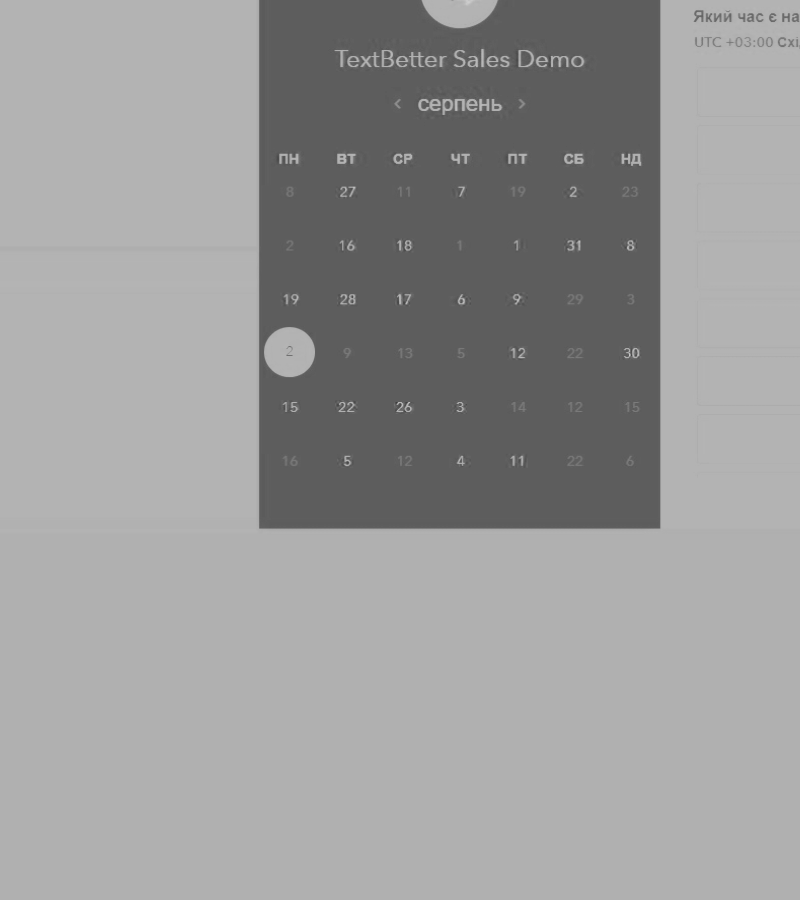 Який час є на
UTC +03:00 Схі
TextBetter Sales Demo
< серпень >
ПН ВТ СР ЧТ ПТ СБ НД
8 27 11 7 19 2 23
2 16 18 1 1 31 8
19 28 17 6 9 29 3
2 9 13 5 12 22 30
15 22 26 3 14 12 15
16 5 12 4 11 22 6